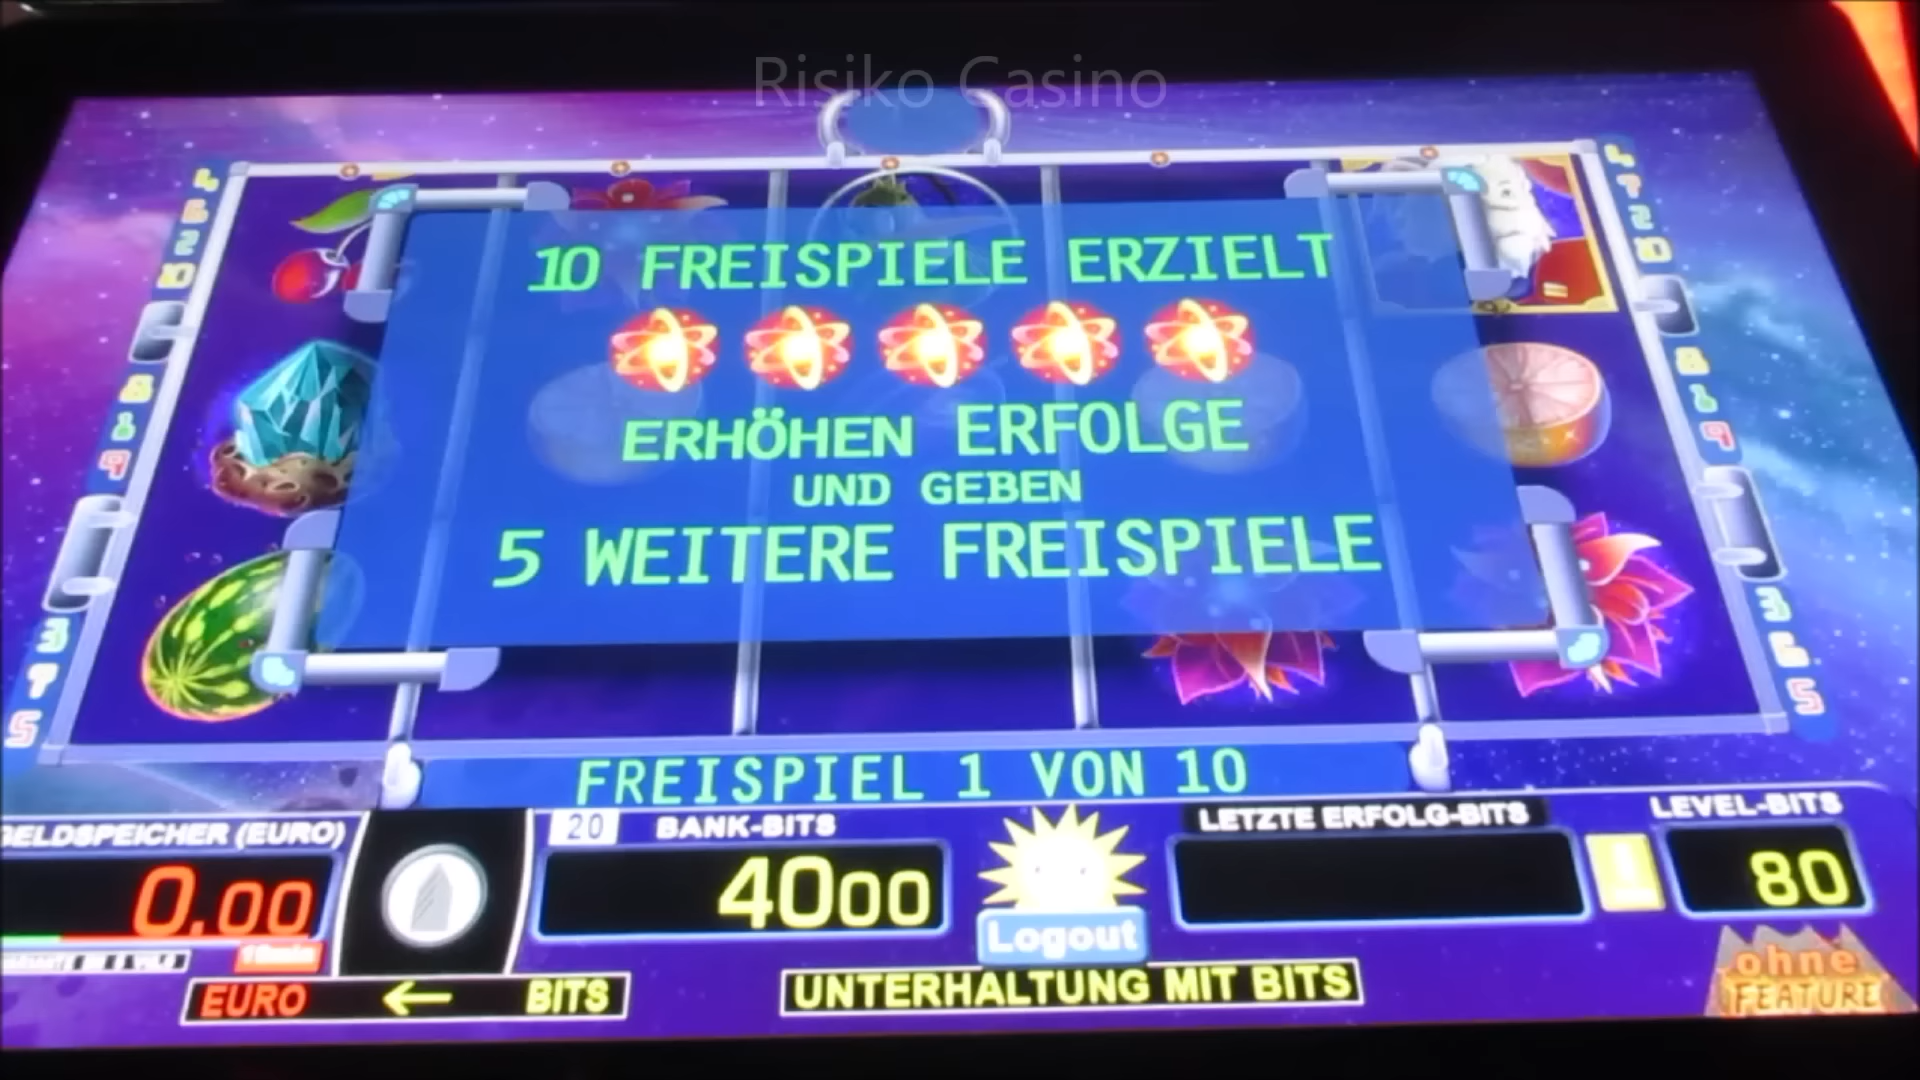 Risiko Casino
10 FREISPIELE ERZIELT
ERHÖHEN ERFOLGE
UND GEBEN
5 WEITERE FREISPIELE
FREISPIEL 1 VON 10
GELDSPEICHER (EURO)
0,00
20 BANK-BITS
4000
Logout
LETZTE ERFOLG-BITS
LEVEL-BITS
80
EURO ← BITS
UNTERHALTUNG MIT BITS
ohne
FEATURE